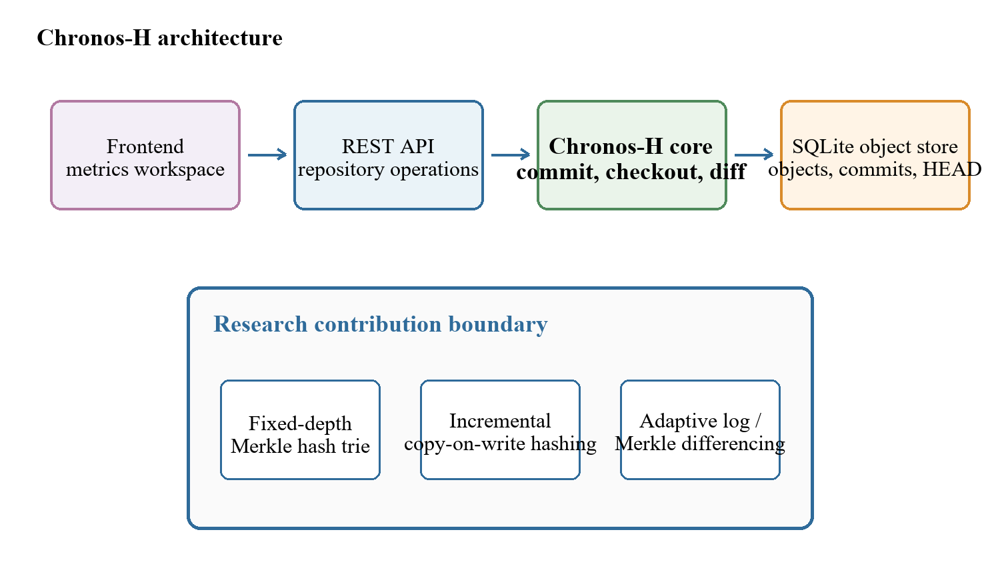 Chronos-H architecture
Frontend
metrics workspace
REST API
repository operations
Chronos-H core
commit, checkout, diff
SQLite object store
objects, commits, HEAD
Research contribution boundary
Fixed-depth
Merkle hash trie
Incremental
copy-on-write hashing
Adaptive log /
Merkle differencing